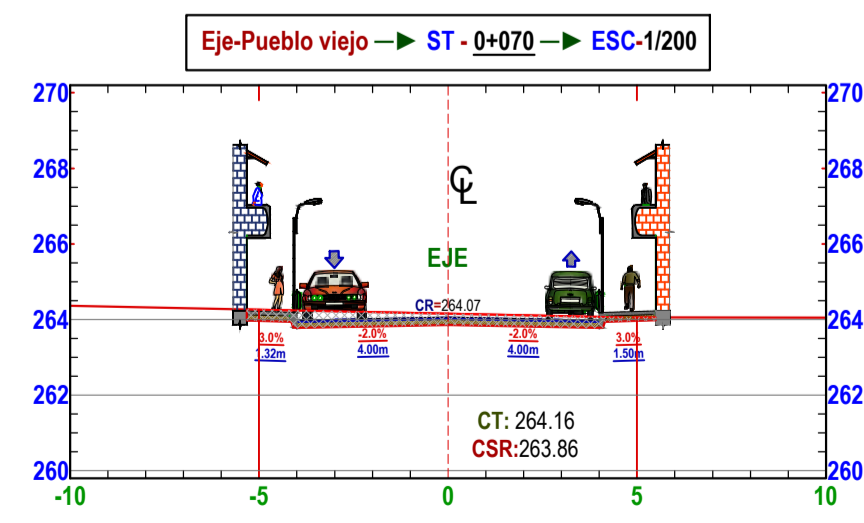 Eje-Pueblo viejo ST - 0+070 ESC-1/200
270 270
268 268
CL
266 266
EJE
CR=264.07
264 264
3.0% -2.0% -2.0% 3.0%
1.32m 4.00m 4.00m 1.50m
262 262
CT: 264.16
CSR:263.86
260 260
-10 -5 0 5 10